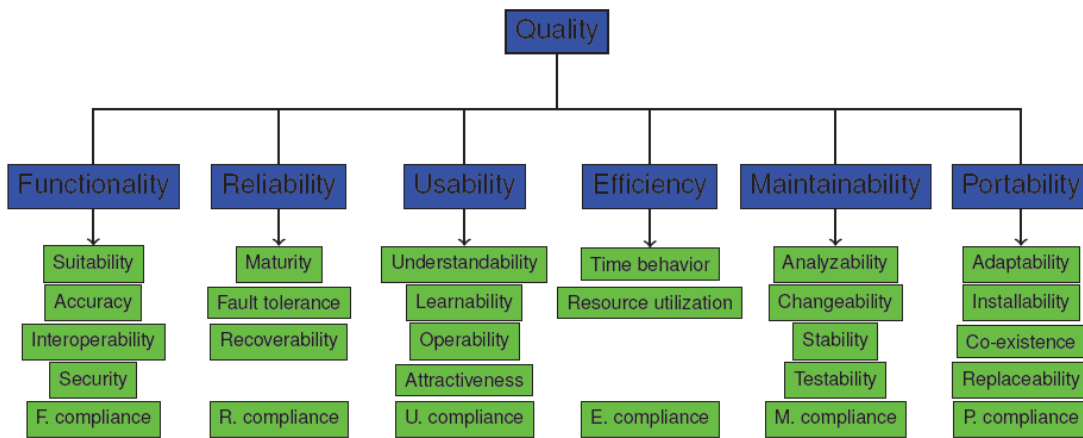 Quality
Functionality
Reliability
Usability
Efficiency
Maintainability
Portability
Suitability
Accuracy
Interoperability
Security
F. compliance
Maturity
Fault tolerance
Recoverability
R. compliance
Understandability
Learnability
Operability
Attractiveness
U. compliance
Time behavior
Resource utilization
E. compliance
Analyzability
Changeability
Stability
Testability
M. compliance
Adaptability
Installability
Co-existence
Replaceability
P. compliance